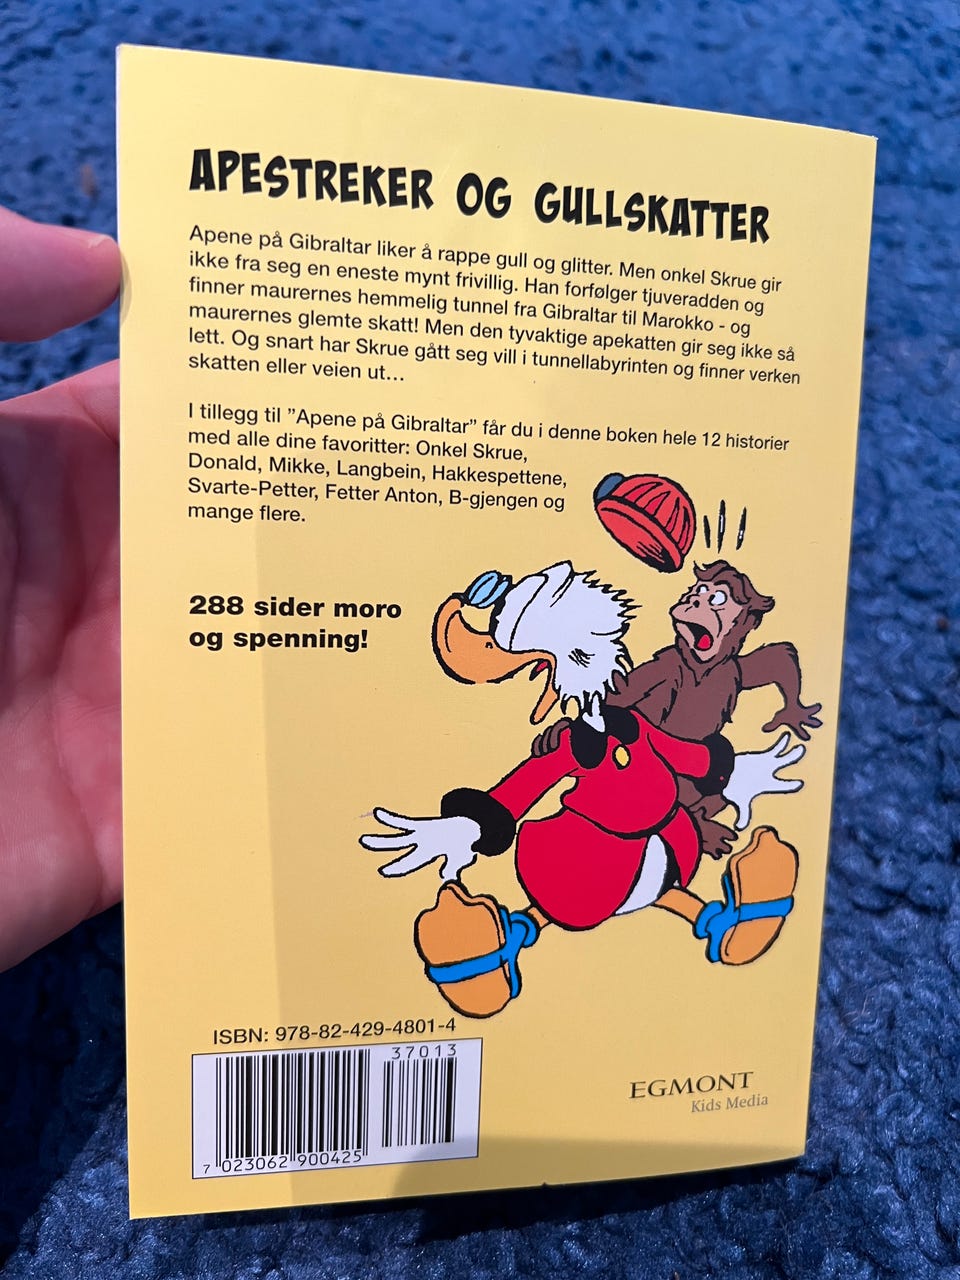 APESTREKER OG GULLSKATTER
Apene på Gibraltar liker å rappe gull og glitter. Men onkel Skrue gir
ikke fra seg en eneste mynt frivillig. Han forfølger tjuveradden og
finner maurernes hemmelig tunnel fra Gibraltar til Marokko - og
maurernes glemte skatt! Men den tyvaktige apekatten gir seg ikke så
lett. Og snart har Skrue gått seg vill i tunnellabyrinten og finner verken
skatten eller veien ut...
I tillegg til ”Apene på Gibraltar” får du i denne boken hele 12 historier
med alle dine favoritter: Onkel Skrue,
Donald, Mikke, Langbein, Hakkespettene,
Svarte-Petter, Fetter Anton, B-gjengen og
mange flere.
288 sider moro
og spenning!
ISBN: 978-82-429-4801-4
37013
7 023062 900425
EGMONT
Kids Media